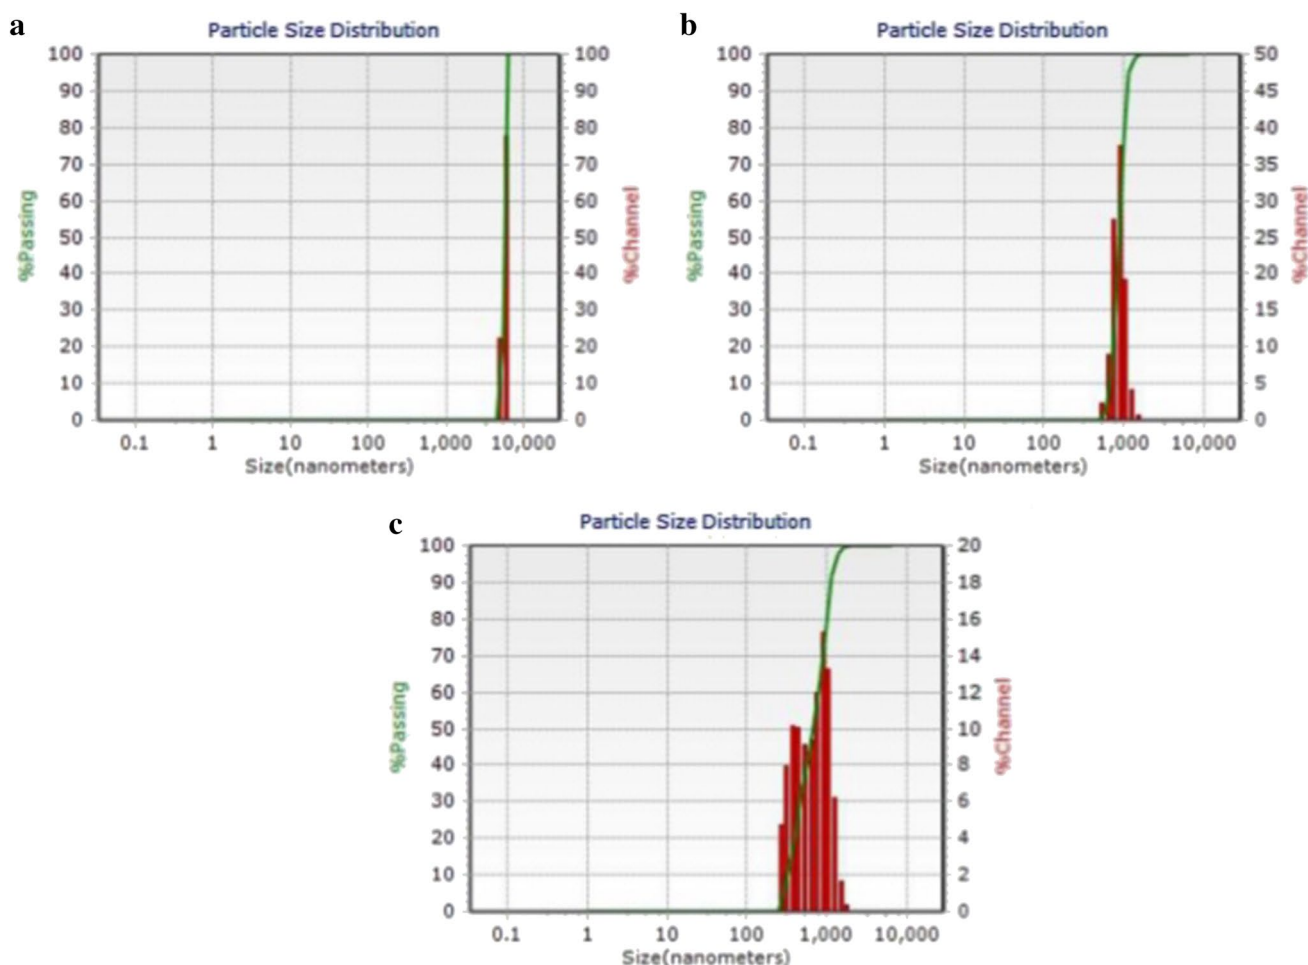 a
Particle Size Distribution
100 100
90 90
80 80
70 70
60 60
50 50
40 40
30 30
20 20
10 10
0 0
%Passing
%Channel
0.1 1 10 100 1,000 10,000
Size(nanometers)
b
Particle Size Distribution
100 50
90 45
80 40
70 35
60 30
50 25
40 20
30 15
20 10
10 5
0 0
%Passing
%Channel
0.1 1 10 100 1,000 10,000
Size(nanometers)
c
Particle Size Distribution
100 20
90 18
80 16
70 14
60 12
50 10
40 8
30 6
20 4
10 2
0 0
%Passing
%Channel
0.1 1 10 100 1,000 10,000
Size(nanometers)